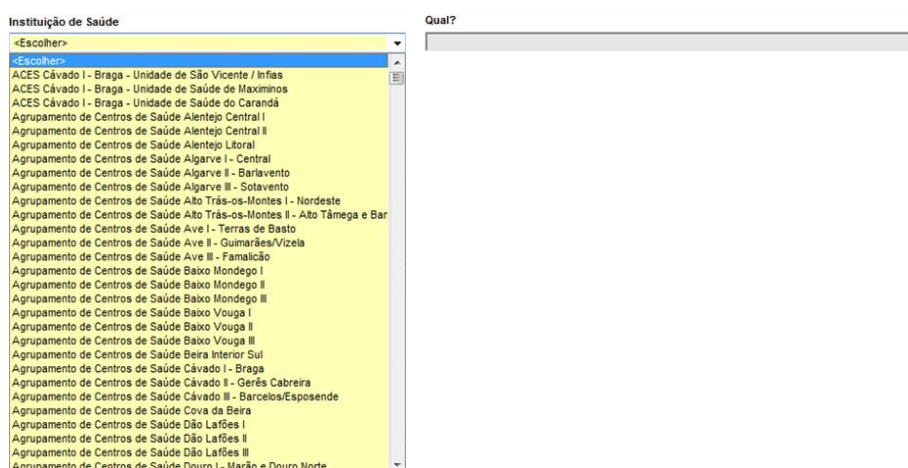 Instituição de Saúde
Qual?
<Escolher>
<Escolher>
ACES Cávado I - Braga - Unidade de São Vicente / Infias
ACES Cávado I - Braga - Unidade de Saúde de Maximinos
ACES Cávado I - Braga - Unidade de Saúde do Carandá
Agrupamento de Centros de Saúde Alentejo Central I
Agrupamento de Centros de Saúde Alentejo Central II
Agrupamento de Centros de Saúde Alentejo Litoral
Agrupamento de Centros de Saúde Algarve I - Central
Agrupamento de Centros de Saúde Algarve II - Barlavento
Agrupamento de Centros de Saúde Algarve III - Sotavento
Agrupamento de Centros de Saúde Alto Trás-os-Montes I - Nordeste
Agrupamento de Centros de Saúde Alto Trás-os-Montes II - Alto Tâmega e Bar
Agrupamento de Centros de Saúde Ave I - Terras de Basto
Agrupamento de Centros de Saúde Ave II - Guimarães/Vizela
Agrupamento de Centros de Saúde Ave III - Famalicão
Agrupamento de Centros de Saúde Baixo Mondego I
Agrupamento de Centros de Saúde Baixo Mondego II
Agrupamento de Centros de Saúde Baixo Mondego III
Agrupamento de Centros de Saúde Baixo Vouga I
Agrupamento de Centros de Saúde Baixo Vouga II
Agrupamento de Centros de Saúde Baixo Vouga III
Agrupamento de Centros de Saúde Beira Interior Sul
Agrupamento de Centros de Saúde Cávado I - Braga
Agrupamento de Centros de Saúde Cávado II - Gerês Cabreira
Agrupamento de Centros de Saúde Cávado III - Barcelos/Esposende
Agrupamento de Centros de Saúde Cova da Beira
Agrupamento de Centros de Saúde Dão Lafões I
Agrupamento de Centros de Saúde Dão Lafões II
Agrupamento de Centros de Saúde Dão Lafões III
Agrupamento de Centros de Saúde Douro I - Marão e Douro Norte